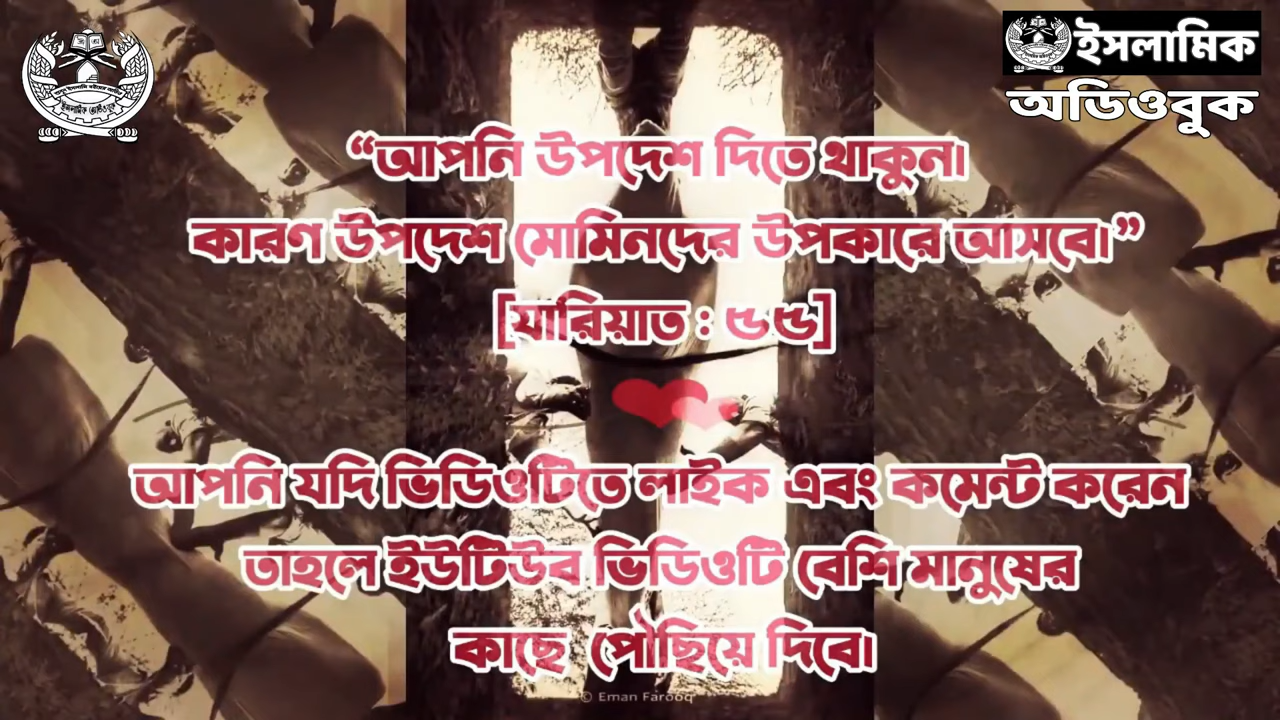 ইসলামিক
অডিওবুক
“আপনি উপদেশ দিতে থাকুন।
কারণ উপদেশ মোমিনদের উপকারে আসবে।”
[যারিয়াত : ৫৫]
আপনি যদি ভিডিওটিতে লাইক এবং কমেন্ট করেন
তাহলে ইউটিউব ভিডিওটি বেশি মানুষের
কাছে পৌছিয়ে দিবে।
© Eman Farooq